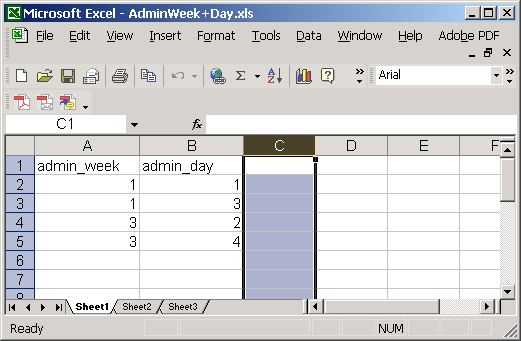 Microsoft Excel - AdminWeek+Day.xls
File Edit View Insert Format Tools Data Window Help Adobe PDF
Σ A Z ? » Arial
C1 fx
A B C D E F
1 admin_week admin_day
2 1 1
3 1 3
4 3 2
5 3 4
6
7
8
Sheet1 Sheet2 Sheet3
Ready NUM